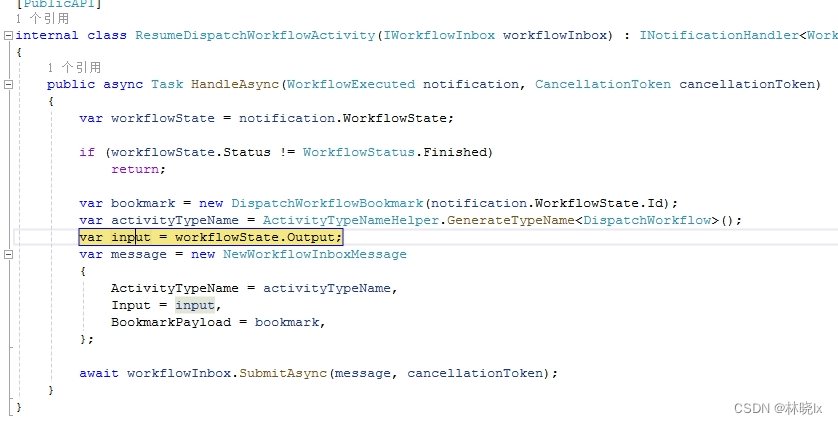 [PublicAPI]
1 个引用
internal class ResumeDispatchWorkflowActivity(IWorkflowInbox workflowInbox) : INotificationHandler<Work
{
1 个引用
public async Task HandleAsync(WorkflowExecuted notification, CancellationToken cancellationToken)
{
var workflowState = notification.WorkflowState;
if (workflowState.Status != WorkflowStatus.Finished)
return;
var bookmark = new DispatchWorkflowBookmark(notification.WorkflowState.Id);
var activityTypeName = ActivityTypeNameHelper.GenerateTypeName<DispatchWorkflow>();
var input = workflowState.Output;
var message = new NewWorkflowInboxMessage
{
ActivityTypeName = activityTypeName,
Input = input,
BookmarkPayload = bookmark,
};
await workflowInbox.SubmitAsync(message, cancellationToken);
}
}
CSDN @林晓lx